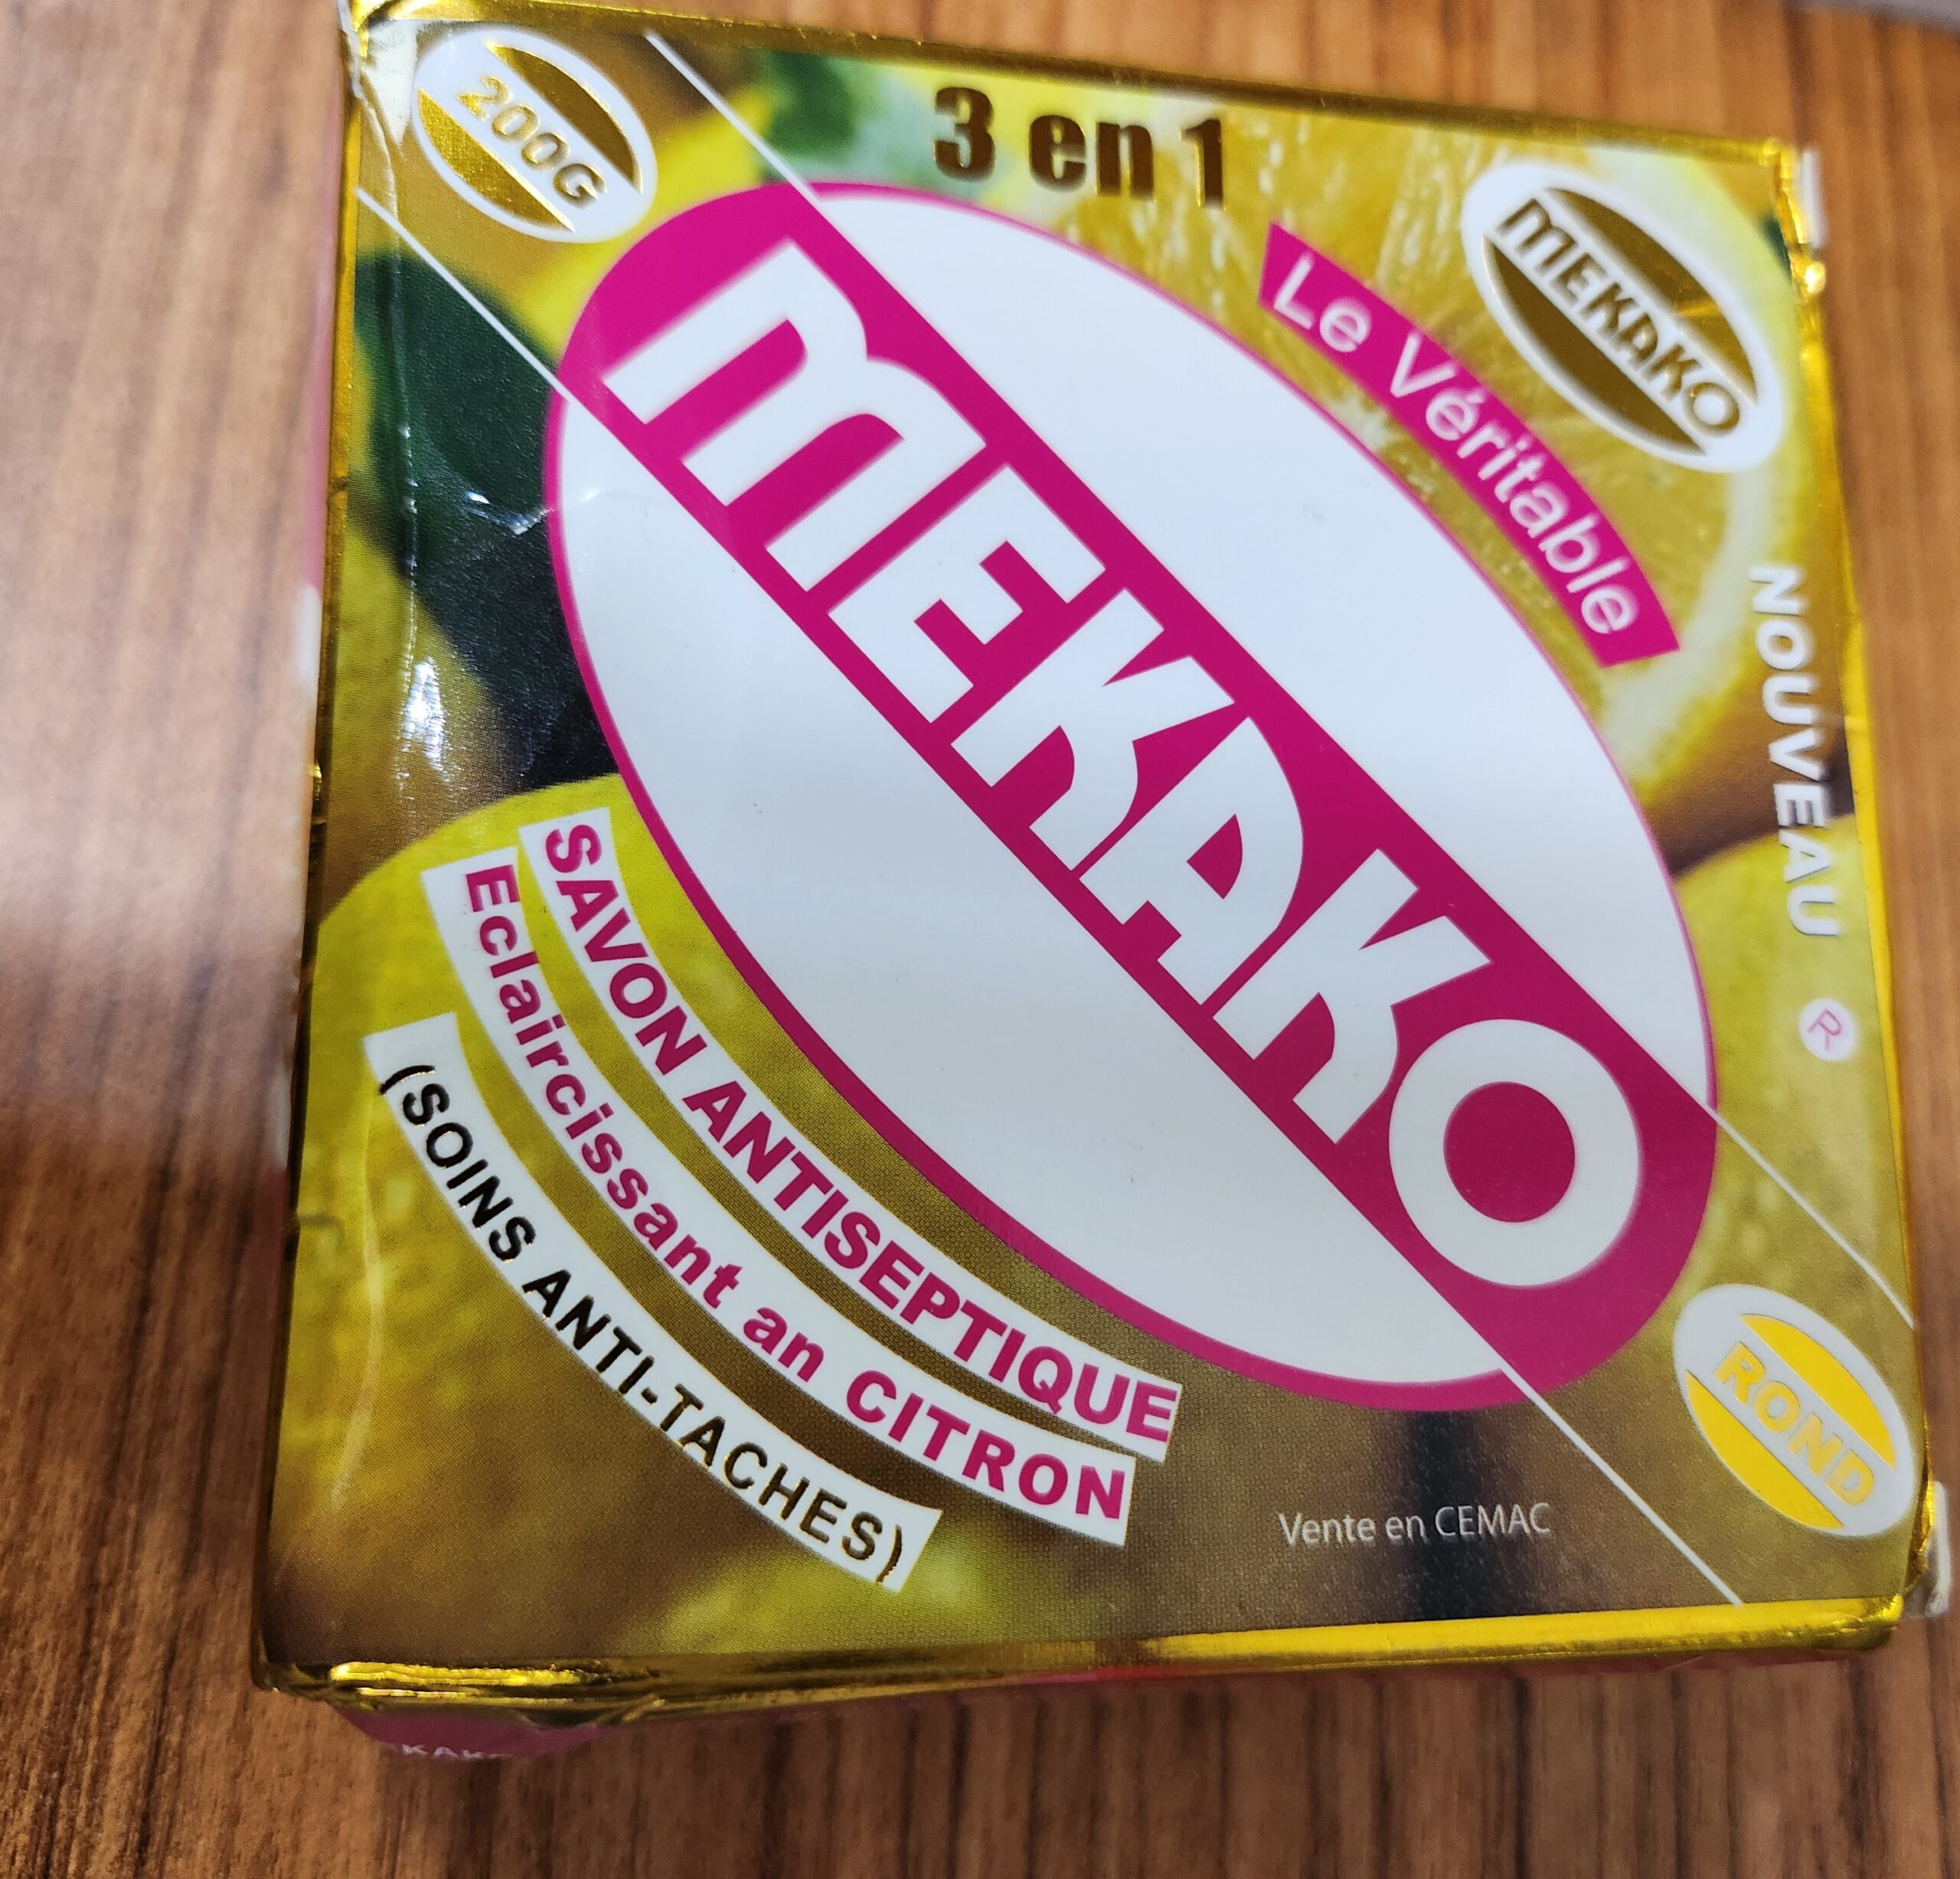 200G
3 en 1
MEKAKO
Le Véritable
MEKAKO
NOUVEAU ®
SAVON ANTISEPTIQUE
Eclaircissant an CITRON
(SOINS ANTI-TACHES)
ROND
Vente en CEMAC